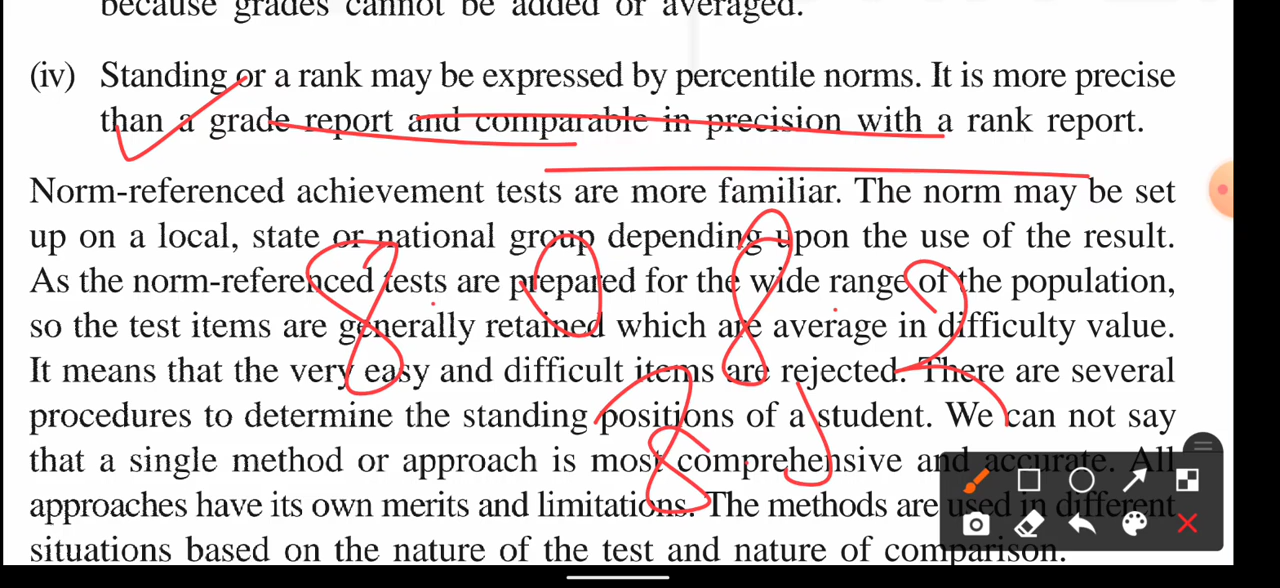 because grades cannot be added or averaged.
(iv) Standing or a rank may be expressed by percentile norms. It is more precise
than a grade report and comparable in precision with a rank report.
Norm-referenced achievement tests are more familiar. The norm may be set
up on a local, state or national group depending upon the use of the result.
As the norm-referenced tests are prepared for the wide range of the population,
so the test items are generally retained which are average in difficulty value.
It means that the very easy and difficult items are rejected. There are several
procedures to determine the standing positions of a student. We can not say
that a single method or approach is most comprehensive and accurate. All
approaches have its own merits and limitations. The methods are used in different
situations based on the nature of the test and nature of comparison.